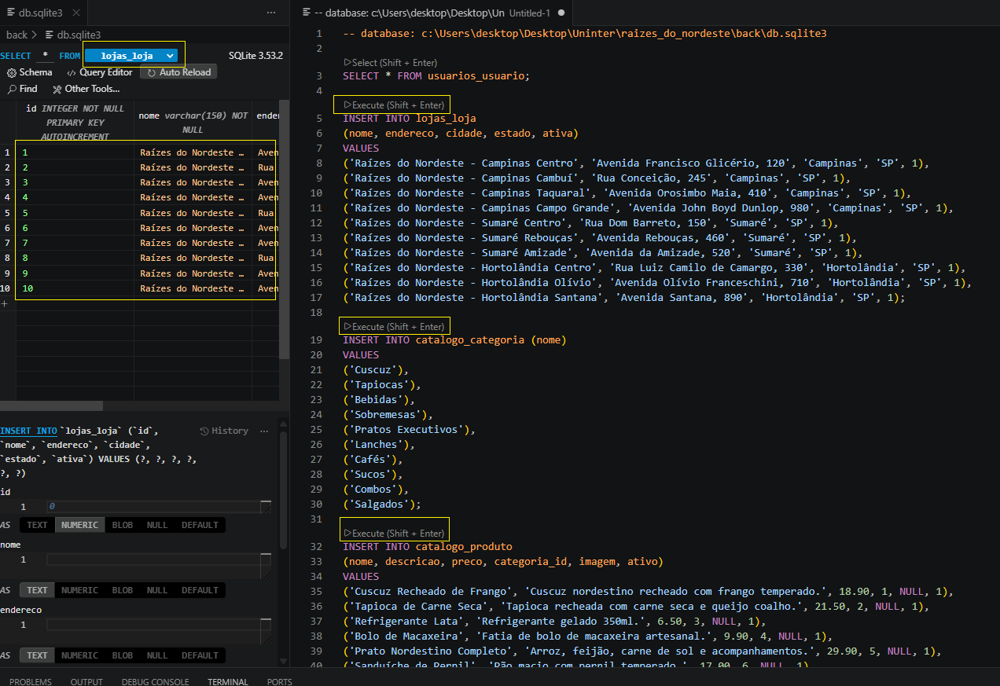 db.sqlite3
back > db.sqlite3
SELECT * FROM lojas_loja SQLite 3.53.2
Schema Query Editor Auto Reload
Find Other Tools...
id INTEGER NOT NULL PRIMARY KEY AUTOINCREMENT
nome varchar(150) NOT NULL
ender
1 1 Raízes do Nordeste … Aven
2 2 Raízes do Nordeste … Rua
3 3 Raízes do Nordeste … Aven
4 4 Raízes do Nordeste … Aven
5 5 Raízes do Nordeste … Rua
6 6 Raízes do Nordeste … Aven
7 7 Raízes do Nordeste … Aven
8 8 Raízes do Nordeste … Rua
9 9 Raízes do Nordeste … Aven
10 10 Raízes do Nordeste … Aven
+
INSERT INTO `lojas_loja` (`id`,
`nome`, `endereco`, `cidade`,
`estado`, `ativa`) VALUES (?, ?, ?, ?,
?, ?)
History ...
id
1 0
AS TEXT NUMERIC BLOB NULL DEFAULT
nome
1
AS TEXT NUMERIC BLOB NULL DEFAULT
endereco
1
AS TEXT NUMERIC BLOB NULL DEFAULT
-- database: c:\Users\desktop\Desktop\Un Untitled-1
1 -- database: c:\Users\desktop\Desktop\Uninter\raizes_do_nordeste\back\db.sqlite3
2
▷Select (Shift + Enter)
3 SELECT * FROM usuarios_usuario;
4
▷Execute (Shift + Enter)
5 INSERT INTO lojas_loja
6 (nome, endereco, cidade, estado, ativa)
7 VALUES
8 ('Raízes do Nordeste - Campinas Centro', 'Avenida Francisco Glicério, 120', 'Campinas', 'SP', 1),
9 ('Raízes do Nordeste - Campinas Cambuí', 'Rua Conceição, 245', 'Campinas', 'SP', 1),
10 ('Raízes do Nordeste - Campinas Taquaral', 'Avenida Orosimbo Maia, 410', 'Campinas', 'SP', 1),
11 ('Raízes do Nordeste - Campinas Campo Grande', 'Avenida John Boyd Dunlop, 980', 'Campinas', 'SP', 1),
12 ('Raízes do Nordeste - Sumaré Centro', 'Rua Dom Barreto, 150', 'Sumaré', 'SP', 1),
13 ('Raízes do Nordeste - Sumaré Rebouças', 'Avenida Rebouças, 460', 'Sumaré', 'SP', 1),
14 ('Raízes do Nordeste - Sumaré Amizade', 'Avenida da Amizade, 520', 'Sumaré', 'SP', 1),
15 ('Raízes do Nordeste - Hortolândia Centro', 'Rua Luiz Camilo de Camargo, 330', 'Hortolândia', 'SP', 1),
16 ('Raízes do Nordeste - Hortolândia Olívio', 'Avenida Olívio Franceschini, 710', 'Hortolândia', 'SP', 1),
17 ('Raízes do Nordeste - Hortolândia Santana', 'Avenida Santana, 890', 'Hortolândia', 'SP', 1);
18
▷Execute (Shift + Enter)
19 INSERT INTO catalogo_categoria (nome)
20 VALUES
21 ('Cuscuz'),
22 ('Tapiocas'),
23 ('Bebidas'),
24 ('Sobremesas'),
25 ('Pratos Executivos'),
26 ('Lanches'),
27 ('Cafés'),
28 ('Sucos'),
29 ('Combos'),
30 ('Salgados');
31
▷Execute (Shift + Enter)
32 INSERT INTO catalogo_produto
33 (nome, descricao, preco, categoria_id, imagem, ativo)
34 VALUES
35 ('Cuscuz Recheado de Frango', 'Cuscuz nordestino recheado com frango temperado.', 18.90, 1, NULL, 1),
36 ('Tapioca de Carne Seca', 'Tapioca recheada com carne seca e queijo coalho.', 21.50, 2, NULL, 1),
37 ('Refrigerante Lata', 'Refrigerante gelado 350ml.', 6.50, 3, NULL, 1),
38 ('Bolo de Macaxeira', 'Fatia de bolo de macaxeira artesanal.', 9.90, 4, NULL, 1),
39 ('Prato Nordestino Completo', 'Arroz, feijão, carne de sol e acompanhamentos.', 29.90, 5, NULL, 1),
40 ('Sanduíche de Pernil', 'Pão macio com pernil temperado.', 17.00, 6, NULL, 1)
PROBLEMS OUTPUT DEBUG CONSOLE TERMINAL PORTS